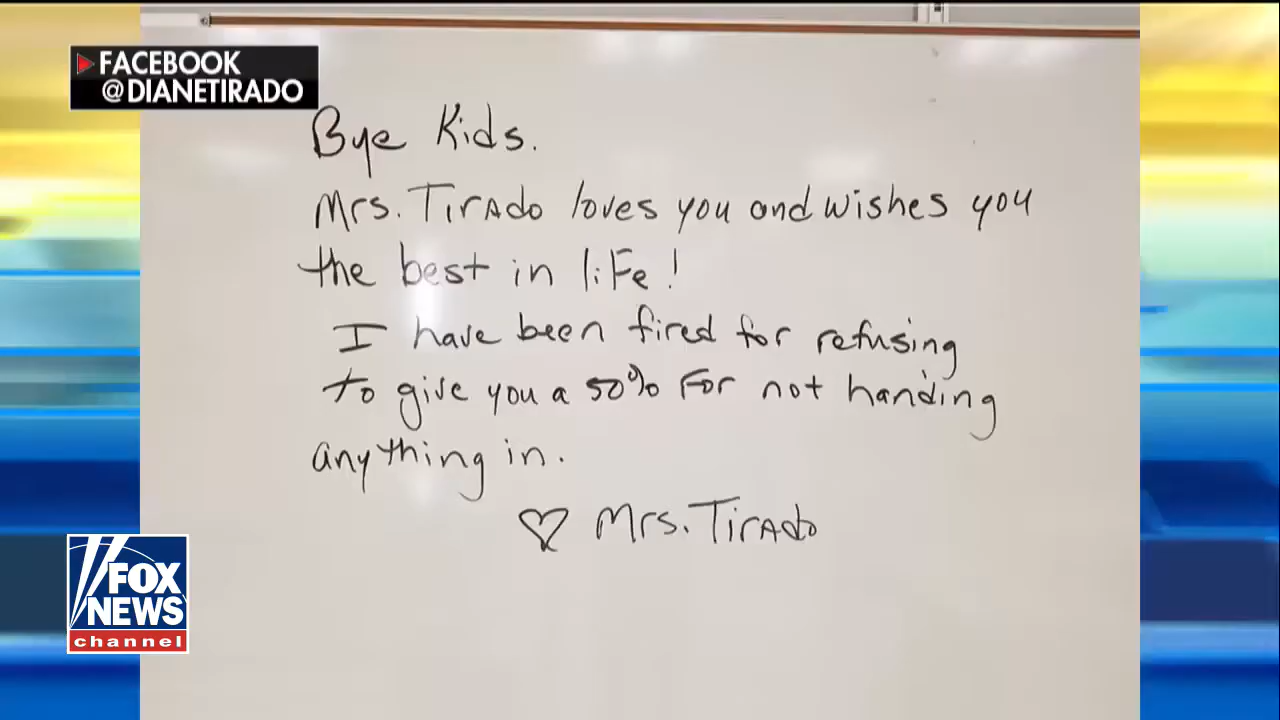 FACEBOOK
@DIANETIRADO
Bye Kids.
Mrs. Tirado loves you and wishes you
the best in life!
I have been fired for refusing
to give you a 50% for not handing
anything in.
♡ Mrs. Tirado
FOX
NEWS
channel